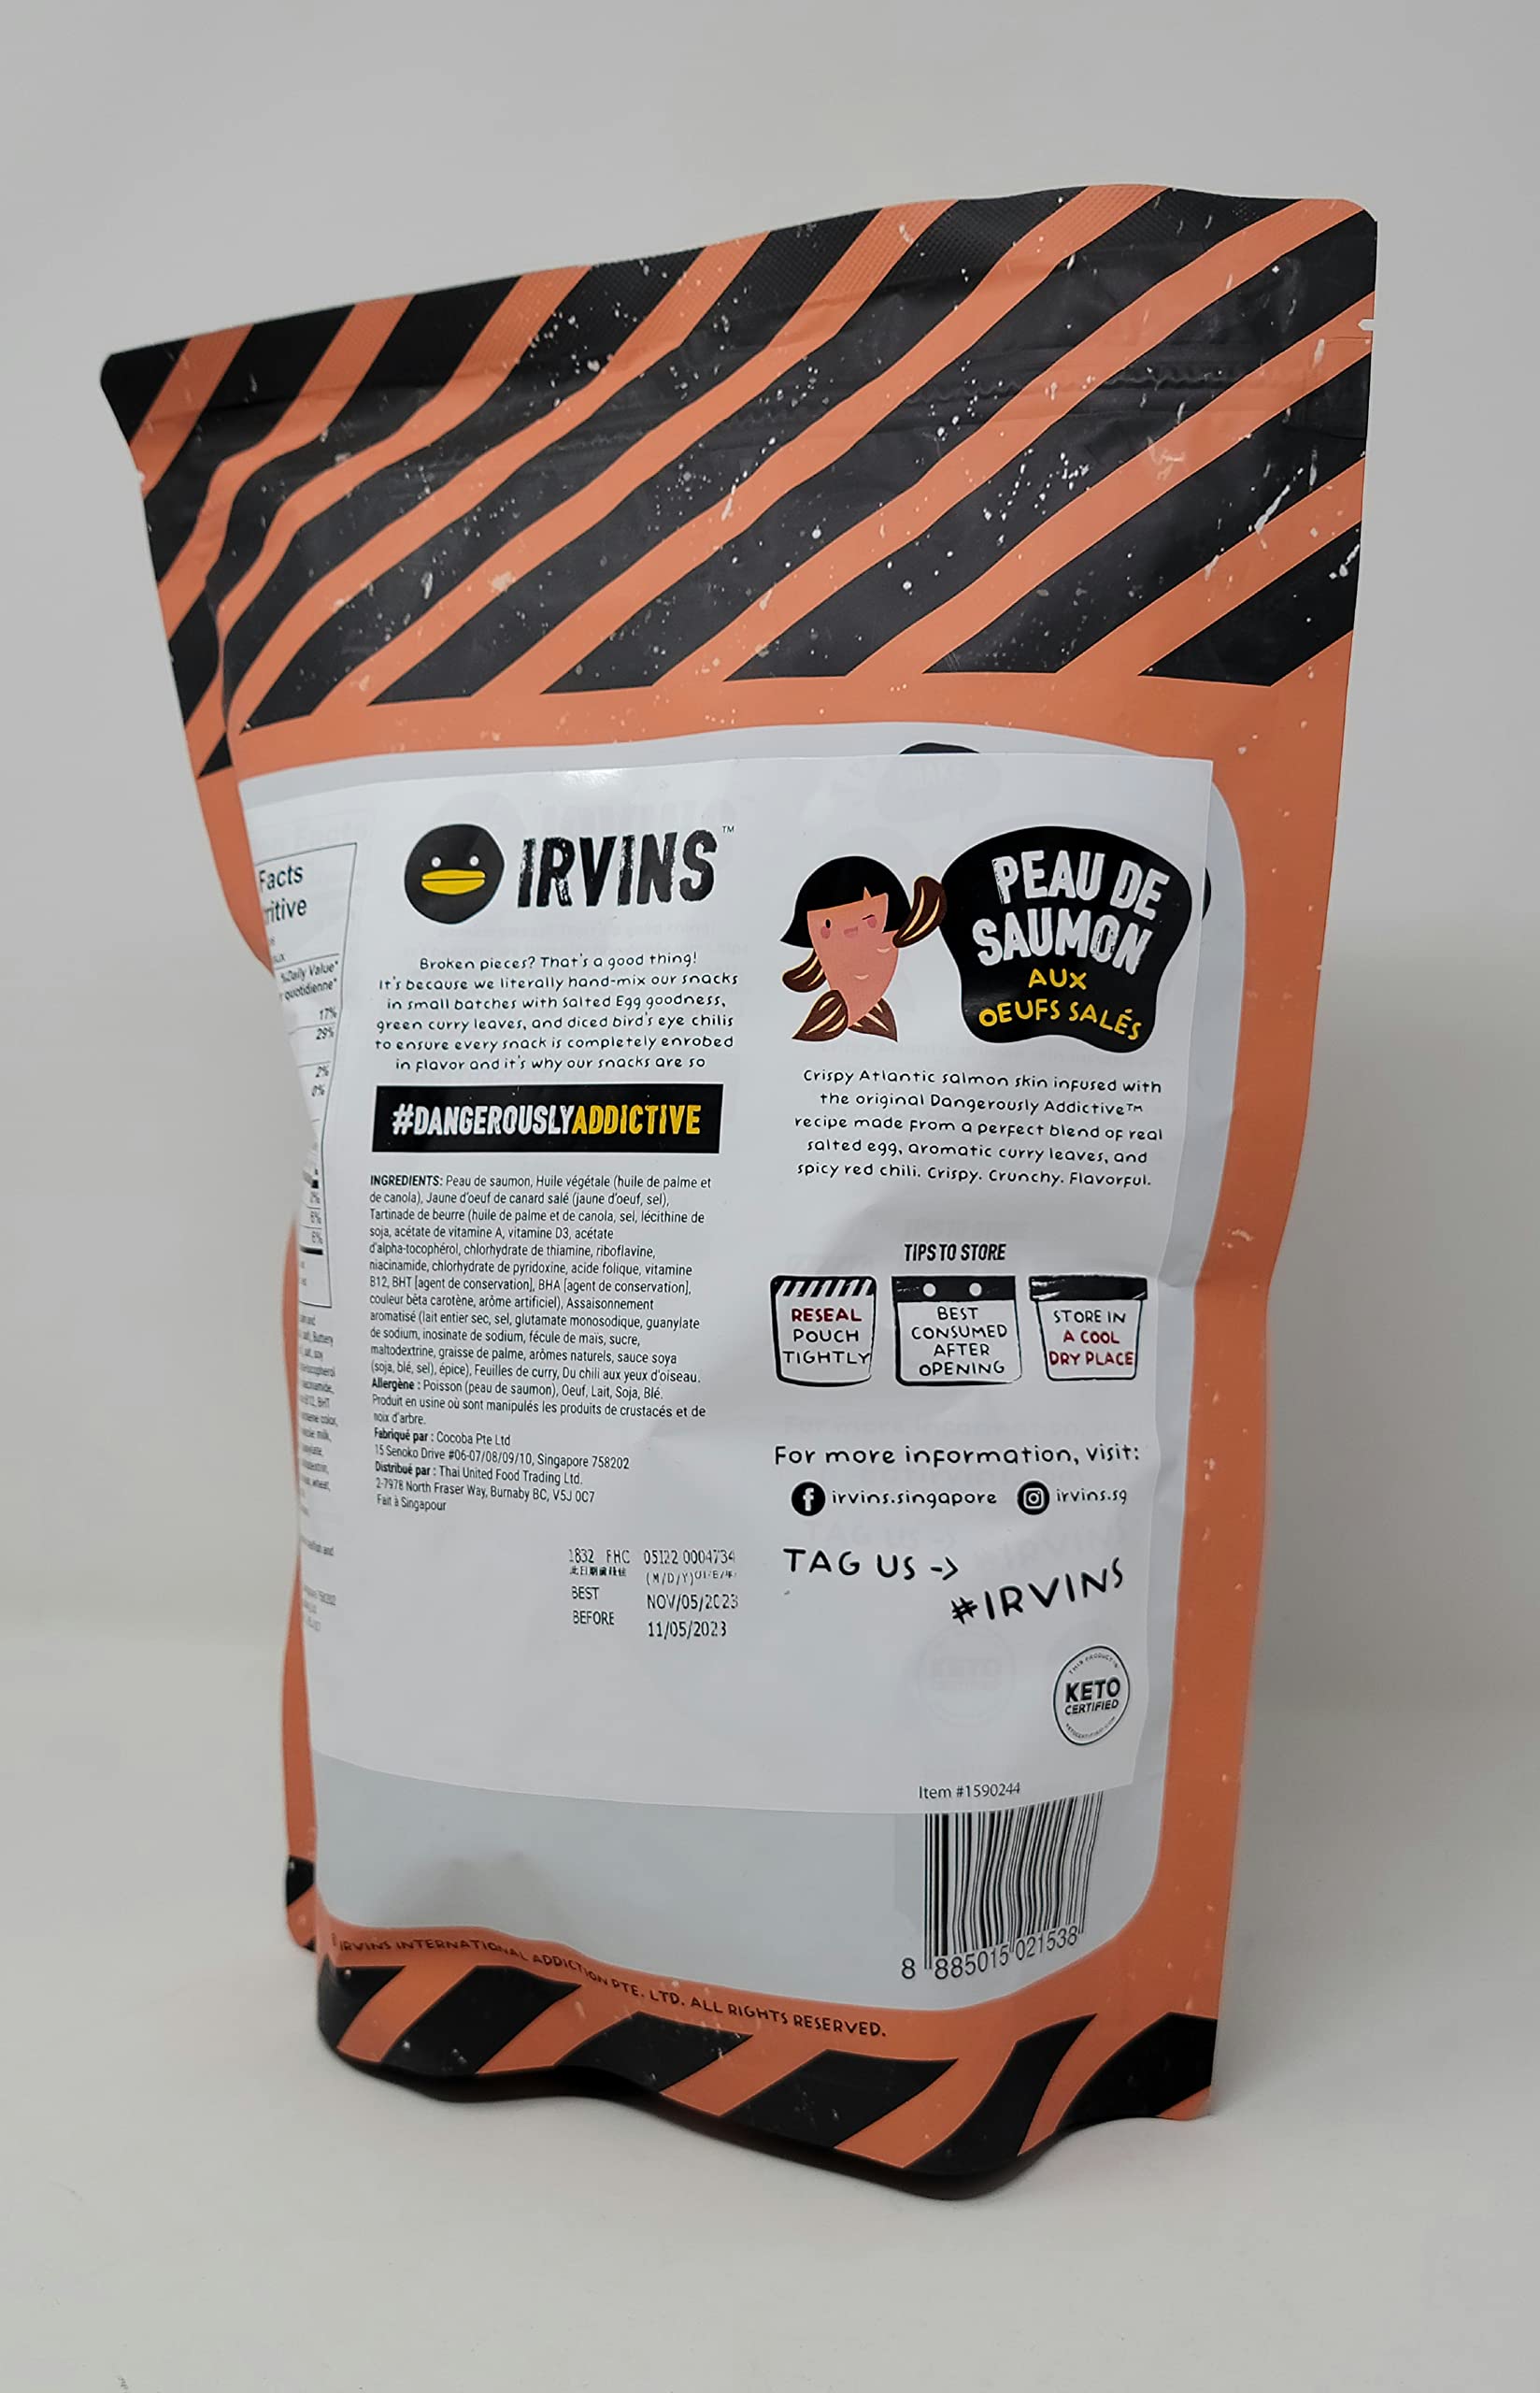 Facts
ritive
% Daily Value*
quotidienne*
17%
29%
2%
0%
2%
6%
6%
IRVINS™
Broken pieces? That's a good thing!
It's because we literally hand-mix our snacks
in small batches with Salted Egg goodness,
green curry leaves, and diced bird's eye chilis
to ensure every snack is completely enrobed
in flavor and it's why our snacks are so
#DANGEROUSLYADDICTIVE
INGREDIENTS: Peau de saumon, Huile végétale (huile de palme et
de canola), Jaune d'oeuf de canard salé (jaune d'oeuf, sel),
Tartinade de beurre (huile de palme et de canola, sel, lécithine de
soja, acétate de vitamine A, vitamine D3, acétate
d'alpha-tocophérol, chlorhydrate de thiamine, riboflavine,
niacinamide, chlorhydrate de pyridoxine, acide folique, vitamine
B12, BHT [agent de conservation], BHA [agent de conservation],
couleur bêta carotène, arôme artificiel), Assaisonnement
aromatisé (lait entier sec, sel, glutamate monosodique, guanylate
de sodium, inosinate de sodium, fécule de maïs, sucre,
maltodextrine, graisse de palme, arômes naturels, sauce soya
(soja, blé, sel), épice), Feuilles de curry, Du chili aux yeux d'oiseau.
Allergène : Poisson (peau de saumon), Oeuf, Lait, Soja, Blé.
Produit en usine où sont manipulés les produits de crustacés et de
noix d'arbre.
Fabriqué par : Cocoba Pte Ltd
15 Senoko Drive #06-07/08/09/10, Singapore 758202
Distribué par : Thai United Food Trading Ltd.
2-7978 North Fraser Way, Burnaby BC, V5J 0C7
Fait à Singapour
1832 FHC 05122 0004734
(M/D/Y)
BEST NOV/05/2023
BEFORE 11/05/2023
PEAU DE
SAUMON
AUX
OEUFS SALÉS
Crispy Atlantic salmon skin infused with
the original Dangerously Addictive™
recipe made from a perfect blend of real
salted egg, aromatic curry leaves, and
spicy red chili. Crispy. Crunchy. Flavorful.
TIPS TO STORE
RESEAL
POUCH
TIGHTLY
BEST
CONSUMED
AFTER
OPENING
STORE IN
A COOL
DRY PLACE
For more information, visit:
irvins.singapore irvins.sg
TAG US ->
#IRVINS
THIS PRODUCT IS
KETO
CERTIFIED
Item #1590244
8 885015 021538
IRVINS INTERNATIONAL ADDICTION PTE. LTD. ALL RIGHTS RESERVED.